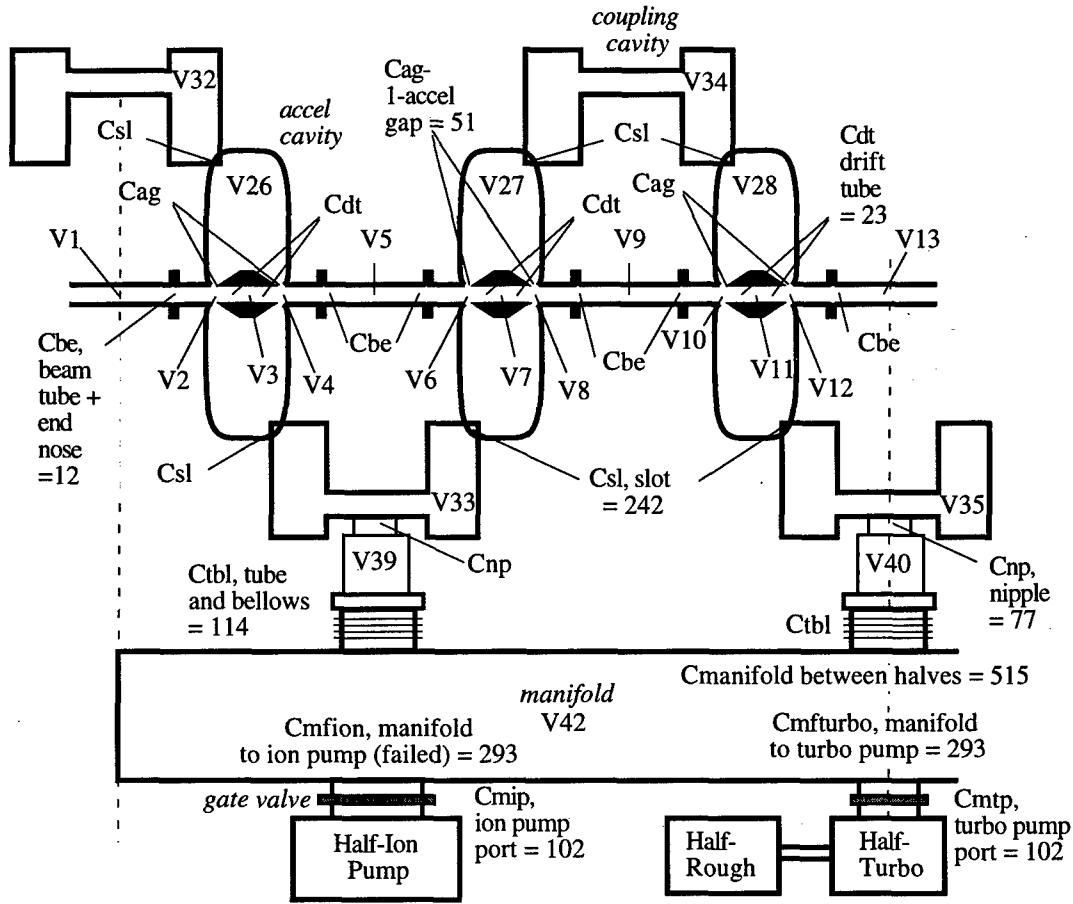 coupling
cavity
V32
V34
Cag-
1-accel
gap = 51
accel
cavity
Csl
Csl
Cdt
drift
tube
= 23
V26
V27
V28
Cag
Cdt
Cag
Cdt
V1
V5
V9
V13
Cbe,
beam
tube +
end
nose
=12
V2
V3
V4
Cbe
V6
V7
V8
Cbe
V10
V11
V12
Cbe
Csl
Csl, slot
= 242
V33
V35
V39
Cnp
V40
Cnp,
nipple
= 77
Ctbl, tube
and bellows
= 114
Ctbl
Cmanifold between halves = 515
manifold
V42
Cmfion, manifold
to ion pump (failed) = 293
Cmfturbo, manifold
to turbo pump = 293
gate valve
Cmip,
ion pump
port = 102
Cmtp,
turbo pump
port = 102
Half-Ion
Pump
Half-
Rough
Half-
Turbo